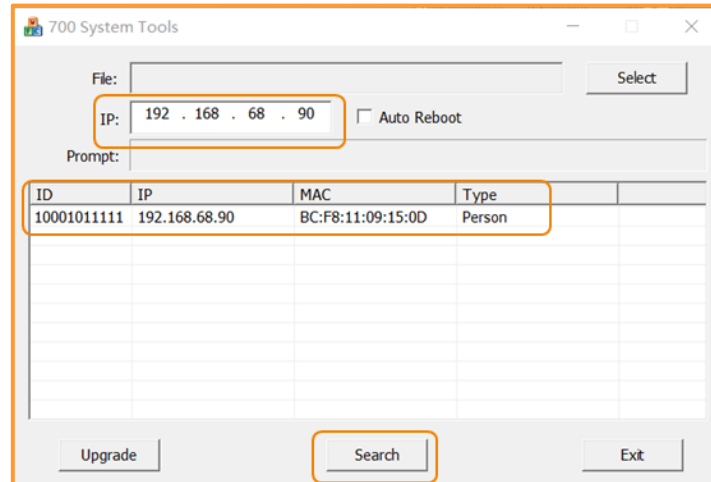 700 System Tools
File:
Select
IP: 192 . 168 . 68 . 90 Auto Reboot
Prompt:
ID IP MAC Type
10001011111 192.168.68.90 BC:F8:11:09:15:0D Person
Upgrade Search Exit